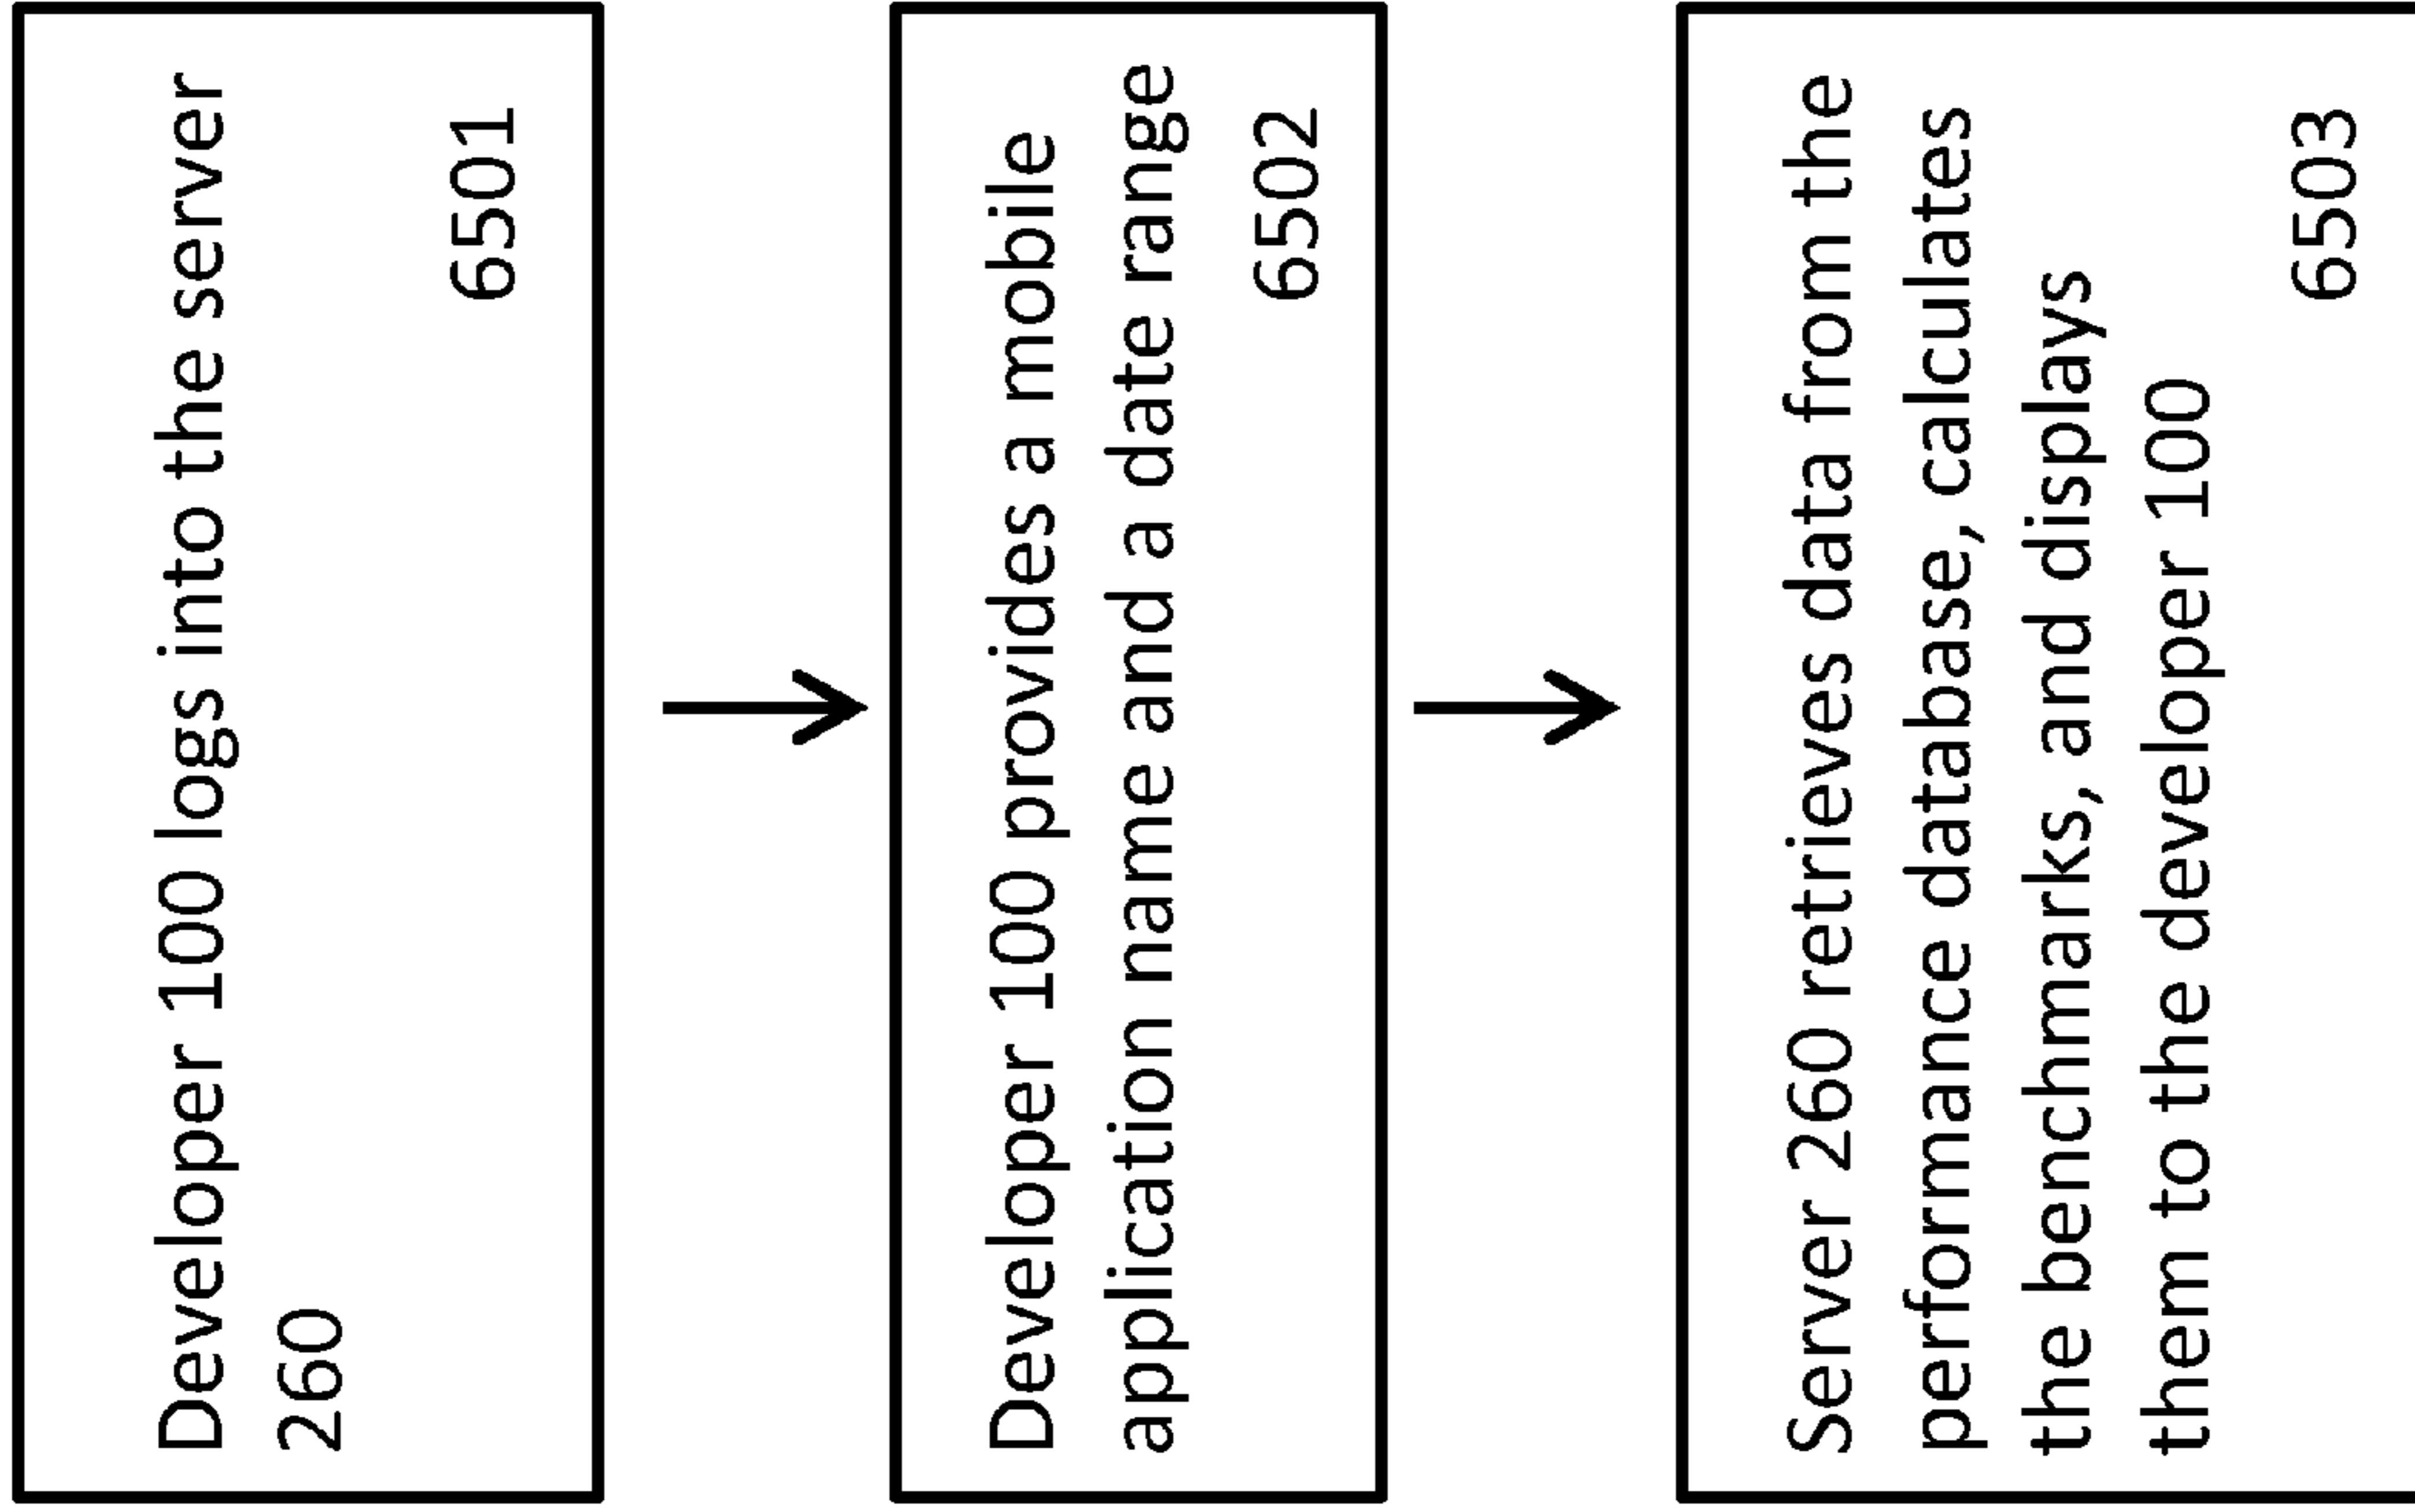 Developer 100 logs into the server
260
6501
Developer 100 provides a mobile
application name and a date range
6502
Server 260 retrieves data from the
performance database, calculates
the benchmarks, and displays
them to the developer 100
6503